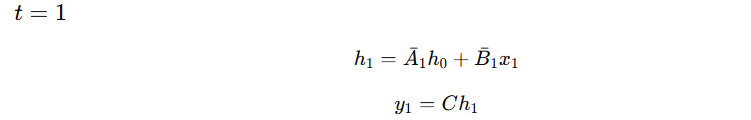 t = 1
h₁ = Ā₁h₀ + B̄₁x₁
y₁ = Ch₁